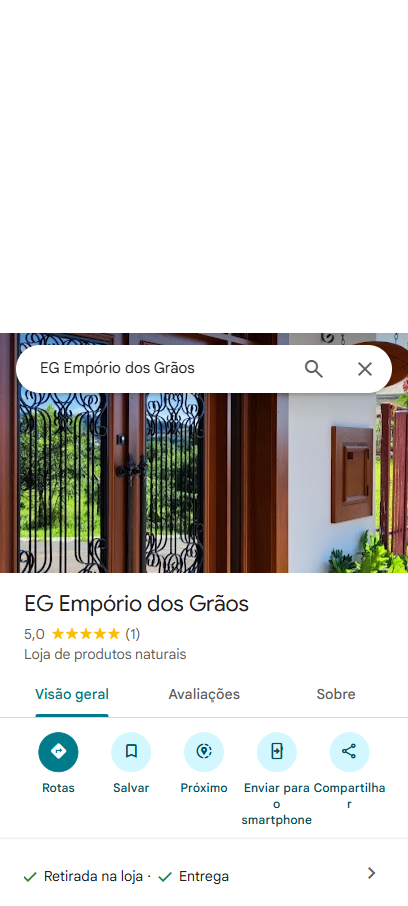 EG Empório dos Grãos
EG Empório dos Grãos
5,0 ★★★★★ (1)
Loja de produtos naturais
Visão geral Avaliações Sobre
Rotas Salvar Próximo Enviar para o smartphone Compartilhar
Retirada na loja · Entrega